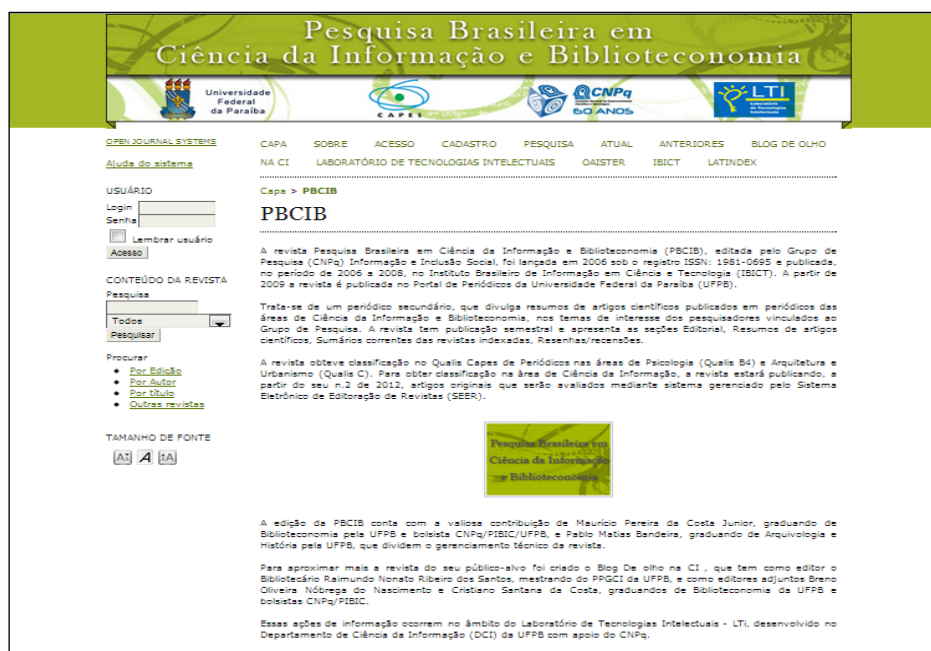 Pesquisa Brasileira em
Ciência da Informação e Biblioteconomia
Universidade
Federal
da Paraíba
CAPES
CNPq
60 ANOS
LTI
Laboratório
de Tecnologias
Intelectuais
OPEN JOURNAL SYSTEMS
Ajuda do sistema
USUÁRIO
Login
Senha
Lembrar usuário
Acesso
CONTEÚDO DA REVISTA
Pesquisa
Todos
Pesquisar
Procurar
Por Edição
Por Autor
Por título
Outras revistas
TAMANHO DE FONTE
CAPA SOBRE ACESSO CADASTRO PESQUISA ATUAL ANTERIORES BLOG DE OLHO
NA CI LABORATÓRIO DE TECNOLOGIAS INTELECTUAIS OAISTER IBICT LATINDEX
Capa > PBCIB
PBCIB
A revista Pesquisa Brasileira em Ciência da Informação e Biblioteconomia (PBCIB), editada pelo Grupo de
Pesquisa (CNPq) Informação e Inclusão Social, foi lançada em 2006 sob o registro ISSN: 1981-0695 e publicada,
no período de 2006 a 2008, no Instituto Brasileiro de Informação em Ciência e Tecnologia (IBICT). A partir de
2009 a revista é publicada no Portal de Periódicos da Universidade Federal da Paraíba (UFPB).
Trata-se de um periódico secundário, que divulga resumos de artigos científicos publicados em periódicos das
áreas de Ciência da Informação e Biblioteconomia, nos temas de interesse dos pesquisadores vinculados ao
Grupo de Pesquisa. A revista tem publicação semestral e apresenta as seções Editorial, Resumos de artigos
científicos, Sumários correntes das revistas indexadas, Resenhas/recensões.
A revista obteve classificação no Qualis Capes de Periódicos nas áreas de Psicologia (Qualis B4) e Arquitetura e
Urbanismo (Qualis C). Para obter classificação na àrea de Ciência da Informação, a revista estará publicando, a
partir do seu n.2 de 2012, artigos originais que serão avaliados mediante sistema gerenciado pelo Sistema
Eletrônico de Editoração de Revistas (SEER).
Pesquisa Brasileira em
Ciência da Informação
e Biblioteconomia
A edição da PBCIB conta com a valiosa contribuição de Maurício Pereira da Costa Junior, graduando de
Biblioteconomia pela UFPB e bolsista CNPq/PIBIC/UFPB, e Pablo Matias Bandeira, graduando de Arquivologia e
História pela UFPB, que dividem o gerenciamento técnico da revista.
Para aproximar mais a revista do seu público-alvo foi criado o Blog De olho na CI , que tem como editor o
Bibliotecário Raimundo Nonato Ribeiro dos Santos, mestrando do PPGCI da UFPB, e como editores adjuntos Breno
Oliveira Nóbrega do Nascimento e Cristiano Santana da Costa, graduandos de Biblioteconomia da UFPB e
bolsistas CNPq/PIBIC.
Essas ações de informação ocorrem no âmbito do Laboratório de Tecnologias Intelectuais - LTi, desenvolvido no
Departamento de Ciência da Informação (DCI) da UFPB com apoio do CNPq.